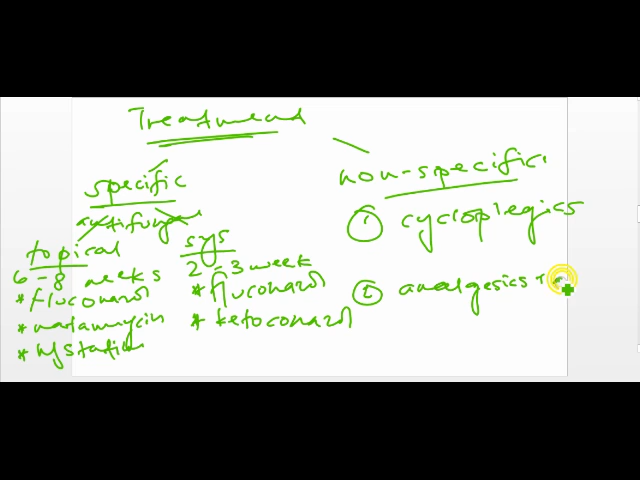 Treatment
specific
antifungal
topical
6-8 weeks
* fluconazol
* natamycin
* Nystatin
sys
2-3 week
* fluconazol
* ketoconazol
non-specific
① cycloplegics
② analgesics +